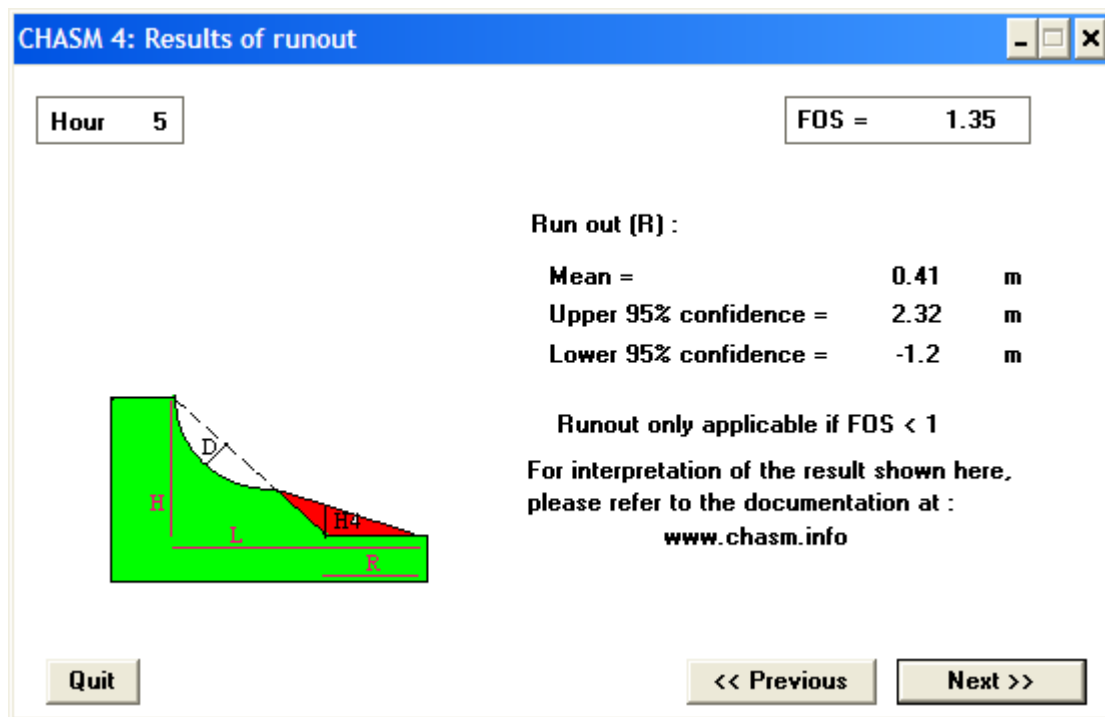 CHASM 4: Results of runout
Hour 5
FOS = 1.35
Run out (R) :
Mean = 0.41 m
Upper 95% confidence = 2.32 m
Lower 95% confidence = -1.2 m
Runout only applicable if FOS < 1
For interpretation of the result shown here,
please refer to the documentation at :
www.chasm.info
D
H
H4
L
R
Quit
<< Previous
Next >>